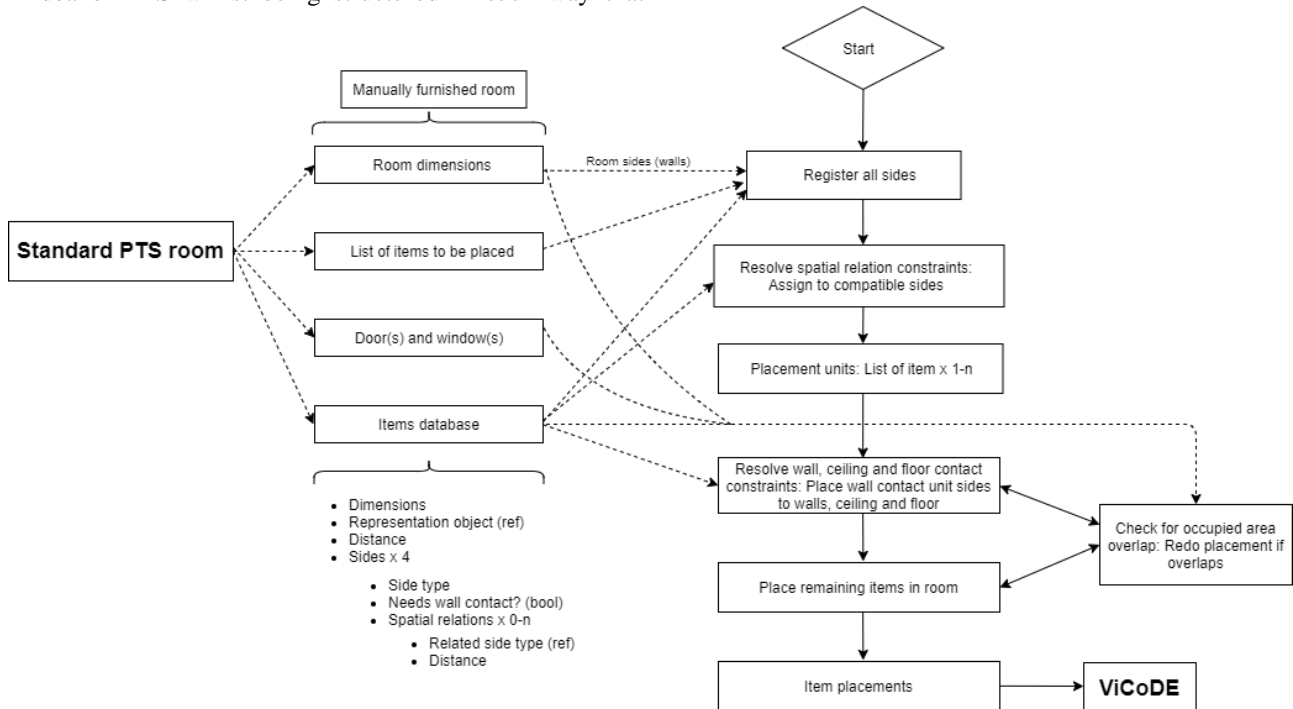 Start
Manually furnished room
Room dimensions
Room sides (walls)
Register all sides
Standard PTS room
List of items to be placed
Resolve spatial relation constraints:
Assign to compatible sides
Door(s) and window(s)
Placement units: List of item x 1-n
Items database
Resolve wall, ceiling and floor contact
constraints: Place wall contact unit sides
to walls, ceiling and floor
Check for occupied area
overlap: Redo placement if
overlaps
• Dimensions
• Representation object (ref)
• Distance
• Sides x 4
• Side type
• Needs wall contact? (bool)
• Spatial relations x 0-n
• Related side type (ref)
• Distance
Place remaining items in room
Item placements
ViCoDE